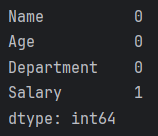 Name          0
Age           0
Department    0
Salary        1
dtype: int64